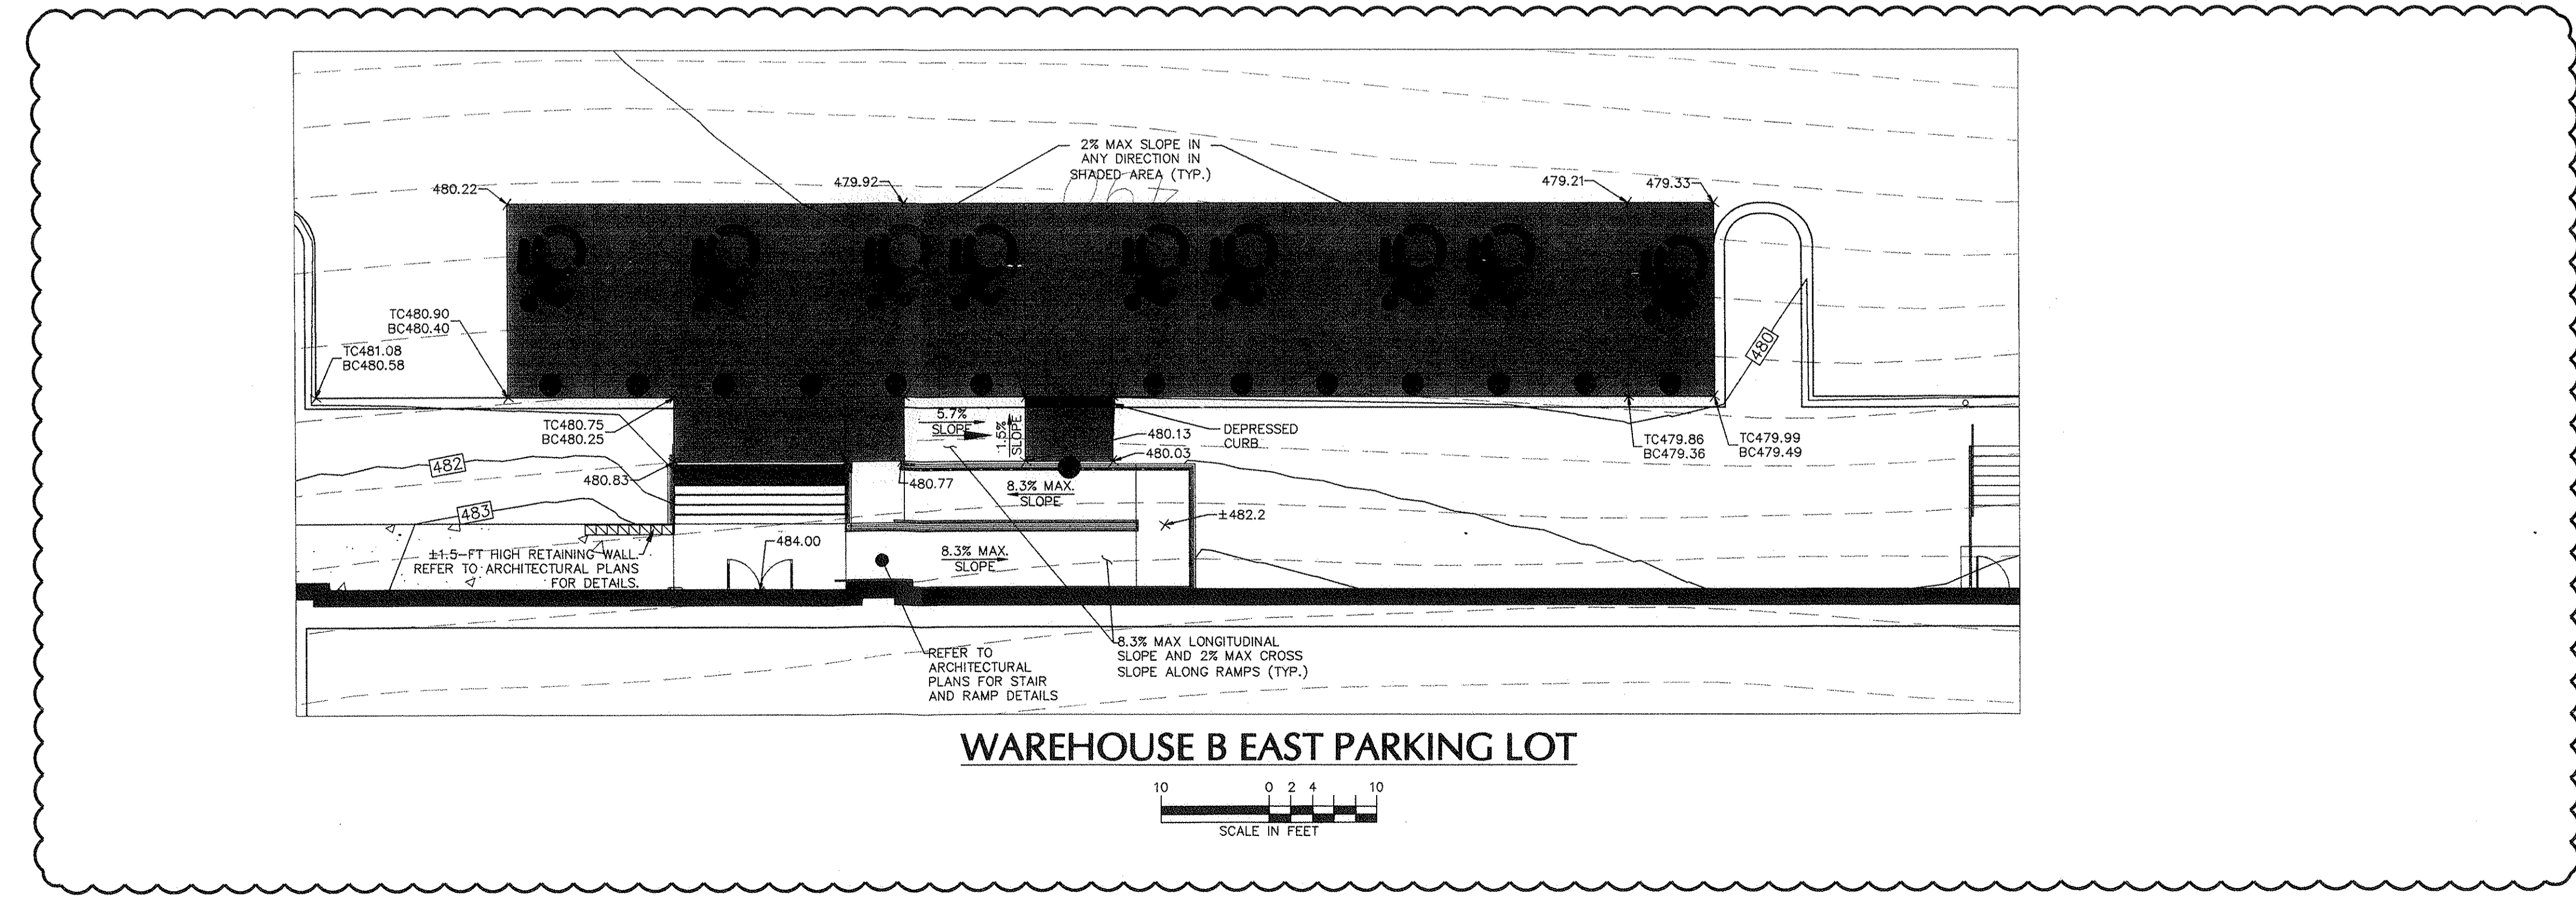 2% MAX SLOPE IN
ANY DIRECTION IN
SHADED AREA (TYP.)
480.22
479.92
479.21
479.33
TC480.90
BC480.40
TC481.08
BC480.58
480
TC480.75
BC480.25
5.7%
SLOPE
1.5%
SLOPE
480.13
480.03
DEPRESSED
CURB
TC479.86
BC479.36
TC479.99
BC479.49
482
480.83
480.77
8.3% MAX.
SLOPE
483
±482.2
484.00
±1.5-FT HIGH RETAINING WALL.
REFER TO ARCHITECTURAL PLANS
FOR DETAILS.
8.3% MAX.
SLOPE
REFER TO
ARCHITECTURAL
PLANS FOR STAIR
AND RAMP DETAILS
8.3% MAX LONGITUDINAL
SLOPE AND 2% MAX CROSS
SLOPE ALONG RAMPS (TYP.)
WAREHOUSE B EAST PARKING LOT
10 0 2 4 10
SCALE IN FEET